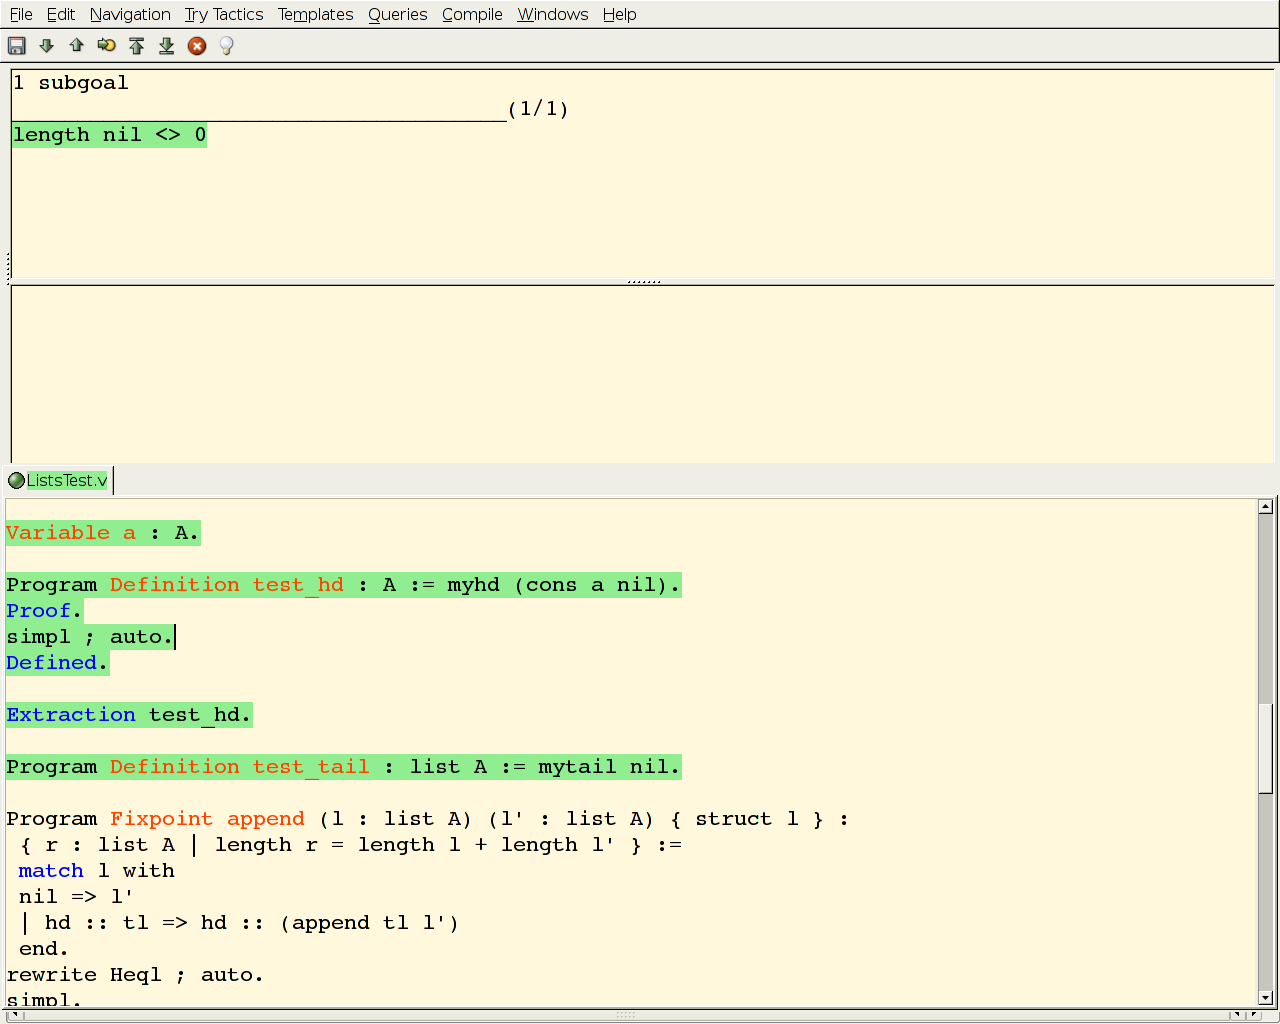 File Edit Navigation Try Tactics Templates Queries Compile Windows Help
1 subgoal
______________________________________(1/1)
length nil <> 0
ListsTest.v
Variable a : A.
Program Definition test_hd : A := myhd (cons a nil).
Proof.
simpl ; auto.
Defined.
Extraction test_hd.
Program Definition test_tail : list A := mytail nil.
Program Fixpoint append (l : list A) (l' : list A) { struct l } :
{ r : list A | length r = length l + length l' } :=
match l with
nil => l'
| hd :: tl => hd :: (append tl l')
end.
rewrite Heql ; auto.
simpl.